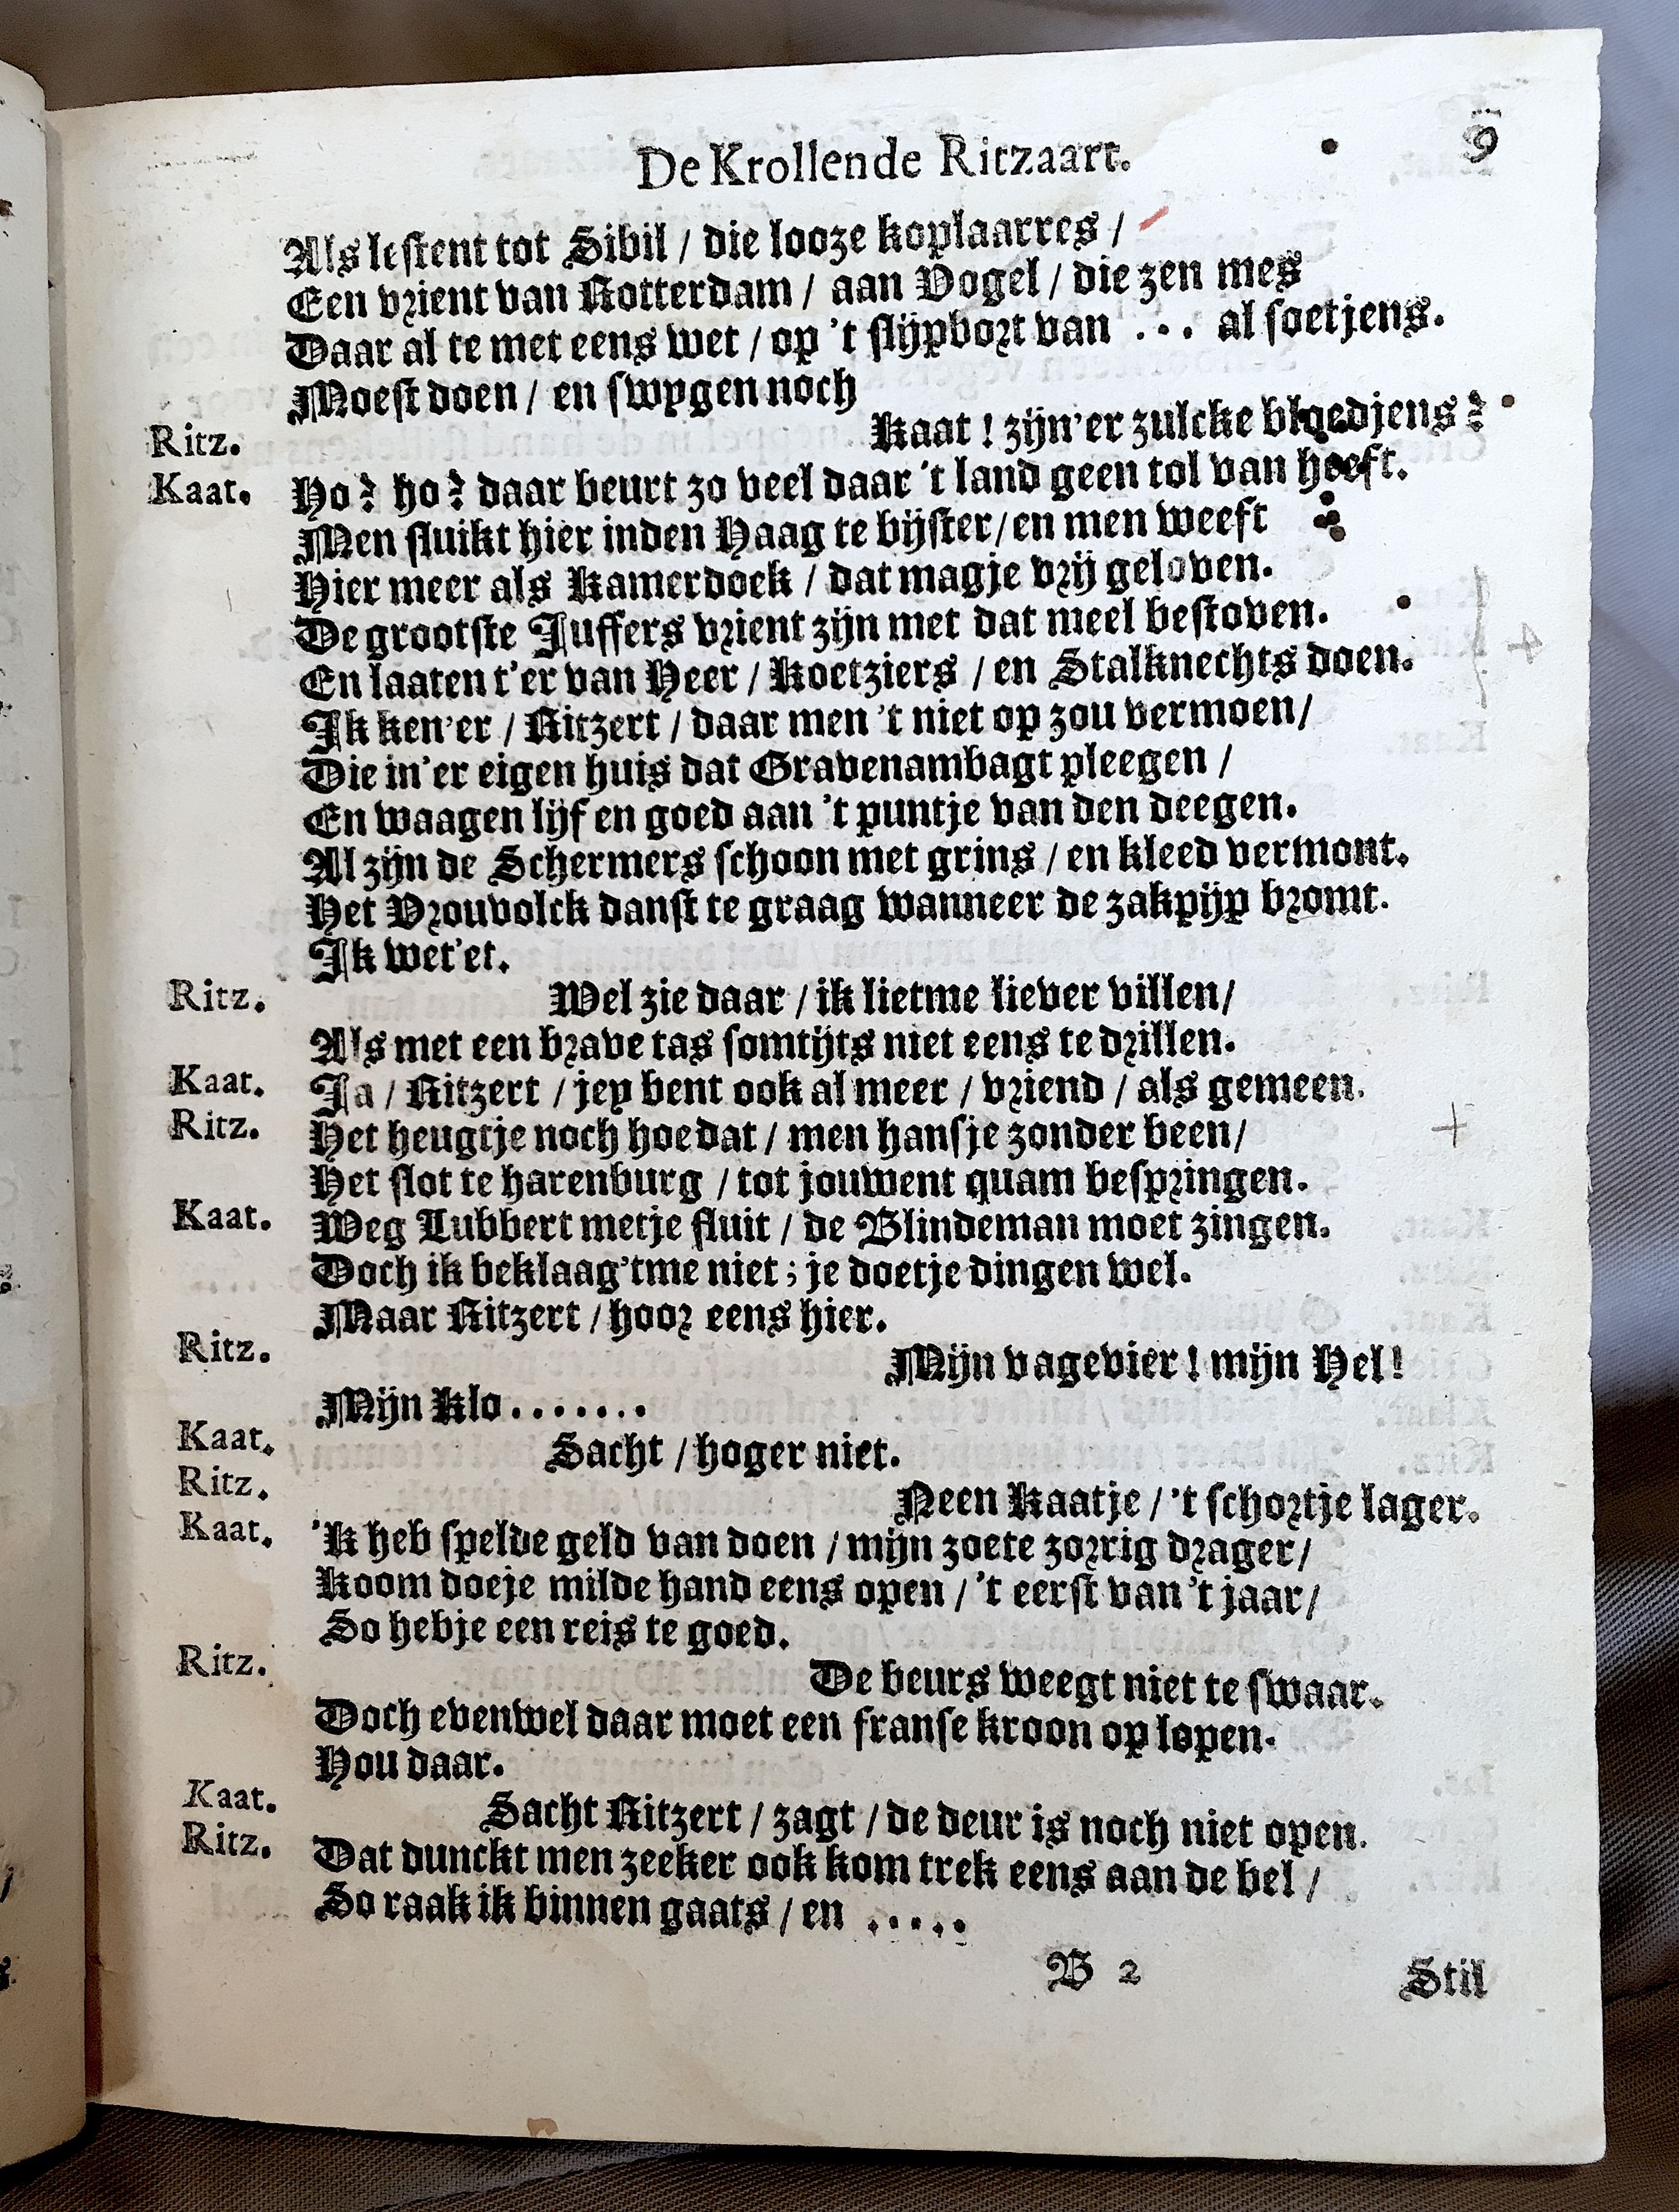 De Krollende Ritzaart. 9
Als lestent tot Sibil / die looze koplaarres /
Een vrient van Rotterdam / aan Vogel / die zen mes
Daar al te met eens wet / op 't slijpbort van ... al soetjens.
Moest doen / en swygen noch
Ritz. Kaat ! zijn'er zulcke bloedjens?
Kaat. Ho? ho? daar beurt zo veel daar 't land geen tol van heeft.
Men sluikt hier inden Haag te bijster/en men weeft
Hier meer als Kamerdoek / dat magje vrij geloven.
De grootste Juffers vrient zijn met dat meel bestoven.
En laaten t'er van Heer / Koetziers / en Stalknechts doen.
Ik ken'er / Ritzert / daar men 't niet op zou vermoen/
Die in'er eigen huis dat Gravenambagt pleegen /
En waagen lijf en goed aan 't puntje van den deegen.
Al zijn de Schermers schoon met grins / en kleed vermont.
Het Vrouvolck danst te graag wanneer de zakpijp bromt.
Ik wet'et.
Ritz. Wel zie daar / ik lietme liever villen/
Als met een brave tas somtijts niet eens te drillen.
Kaat. Ja / Ritzert / jey bent ook al meer / vriend / als gemeen.
Ritz. Het heugtje noch hoe dat / men hansje zonder been/
Het slot te harenburg / tot jouwent quam bespringen.
Kaat. Weg Lubbert metje fluit / de Blindeman moet zingen.
Doch ik beklaag'tme niet; je doetje dingen wel.
Maar Ritzert / hoor eens hier.
Ritz. Mijn vagevier ! mijn Hel!
Mijn Klo.......
Kaat. Sacht / hoger niet.
Ritz. Neen Kaatje / 't schortje lager.
Kaat. 'k heb spelde geld van doen / mijn zoete zorrig drager/
Koom doeje milde hand eens open / 't eerst van 't jaar/
So hebje een reis te goed.
Ritz. De beurs weegt niet te swaar.
Doch evenwel daar moet een franse kroon op lopen.
Hou daar.
Kaat. Sacht Ritzert / zagt / de deur is noch niet open.
Ritz. Dat dunckt men zeeker ook kom trek eens aan de bel /
So raak ik binnen gaats / en .....
B 2 Stil